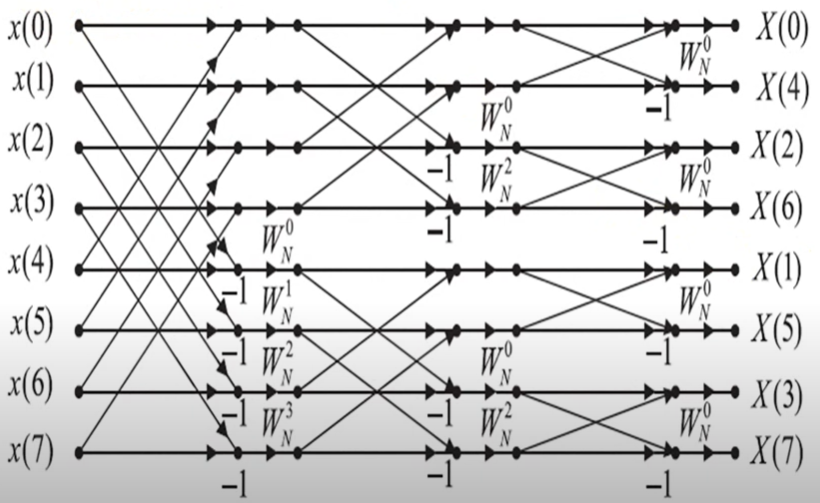 x(0) X(0)
W_N^0
x(1) X(4)
-1
W_N^0
x(2) X(2)
-1 W_N^2 W_N^0
x(3) X(6)
W_N^0 -1 -1
x(4) X(1)
-1 W_N^1 W_N^0
x(5) X(5)
-1 W_N^2 W_N^0 -1
x(6) X(3)
-1 W_N^3 -1 W_N^2 W_N^0
x(7) X(7)
-1 -1 -1